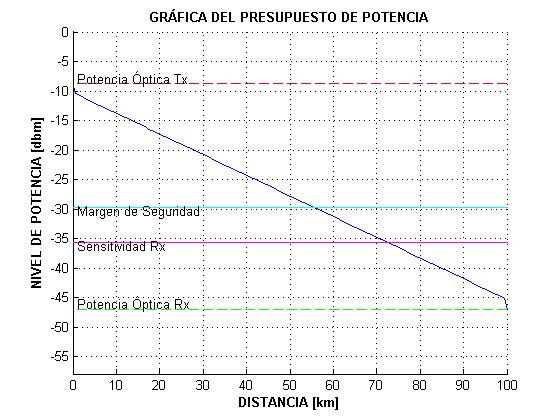 GRÁFICA DEL PRESUPUESTO DE POTENCIA
0
-5
Potencia Óptica Tx
-10
-15
-20
-25
-30
Margen de Seguridad
-35
Sensitividad Rx
-40
-45
Potencia Óptica Rx
-50
-55
NIVEL DE POTENCIA [dbm]
0 10 20 30 40 50 60 70 80 90 100
DISTANCIA [km]